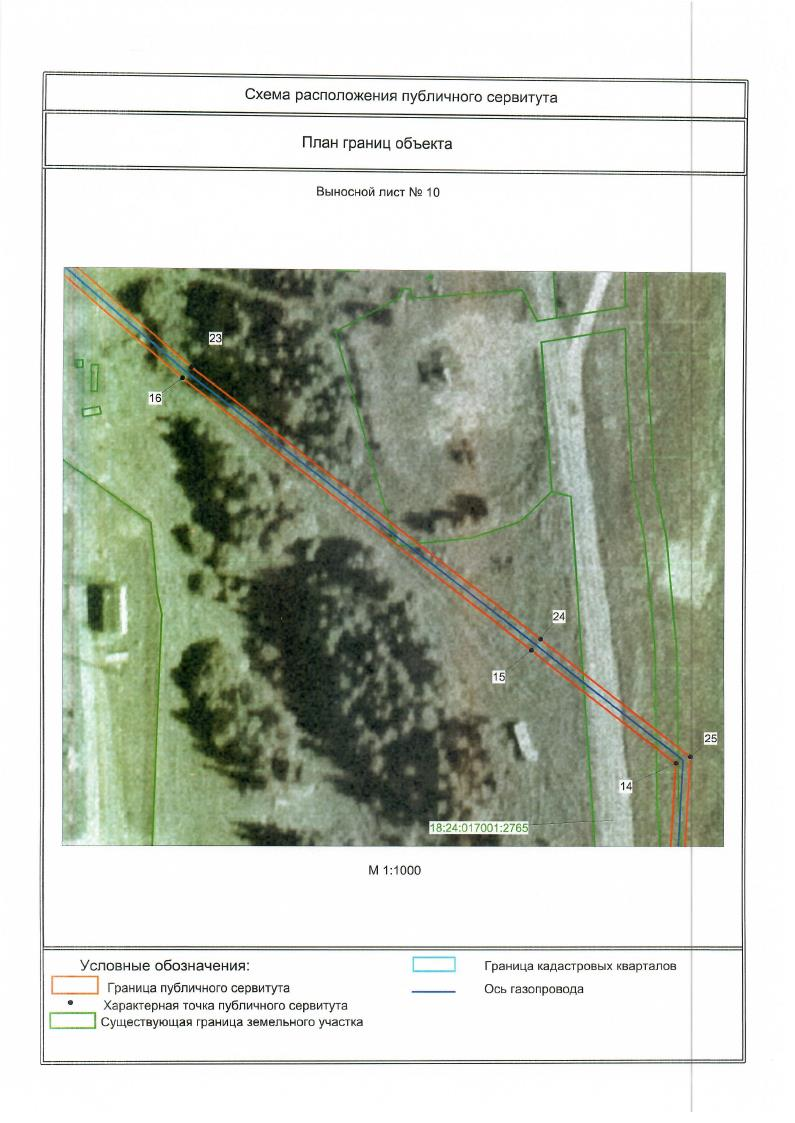 Схема расположения публичного сервитута
План границ объекта
Выносной лист № 10
23
16
24
15
25
14
18:24:017001:2765
М 1:1000
Условные обозначения:
Граница публичного сервитута
Характерная точка публичного сервитута
Существующая граница земельного участка
Граница кадастровых кварталов
Ось газопровода